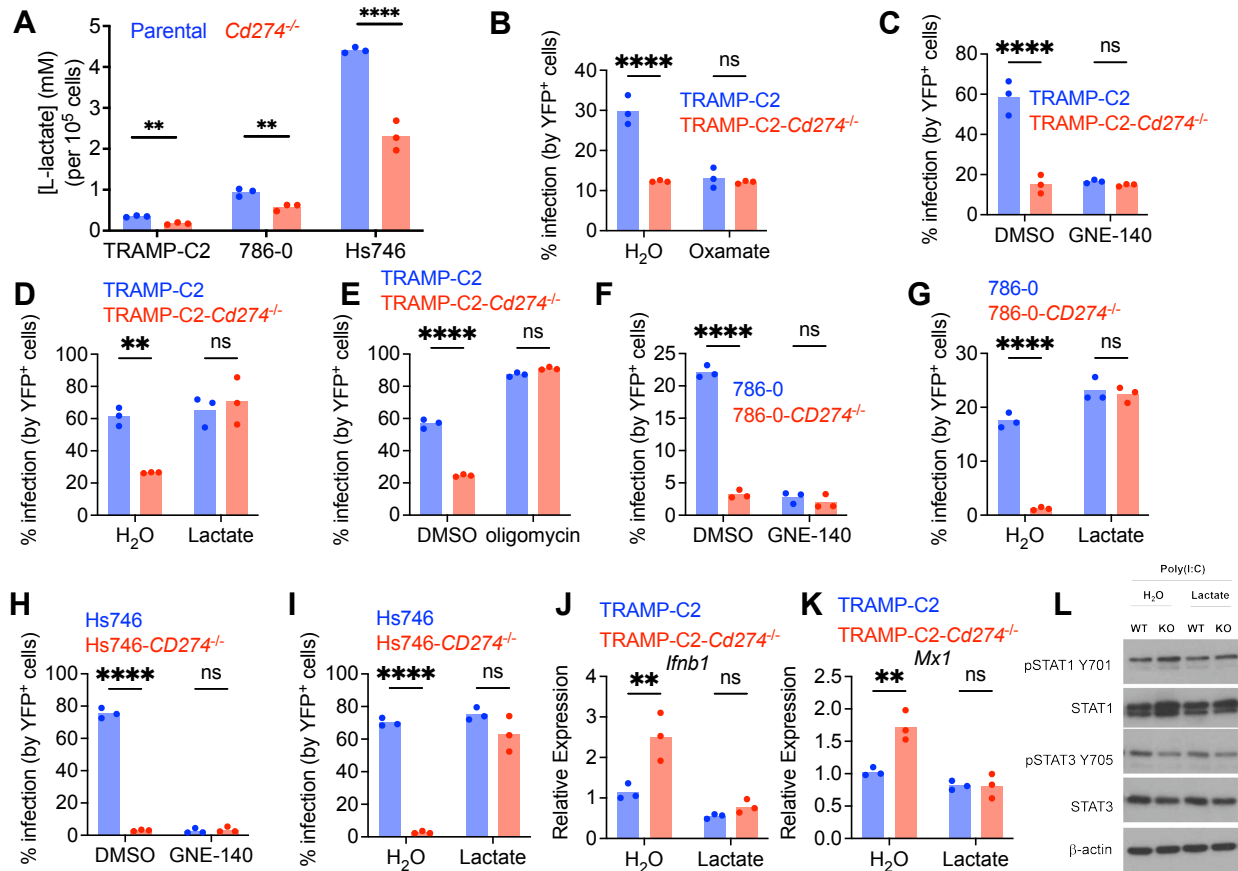 A
Parental Cd274-/-
****
**
**
[L-lactate] (mM)
(per 10⁵ cells)
5
4
3
2
1
0
TRAMP-C2 786-0 Hs746
B
****
ns
TRAMP-C2
TRAMP-C2-Cd274-/-
% infection (by YFP⁺ cells)
40
30
20
10
0
H₂O Oxamate
C
****
ns
TRAMP-C2
TRAMP-C2-Cd274-/-
% infection (by YFP⁺ cells)
80
60
40
20
0
DMSO GNE-140
D
TRAMP-C2
TRAMP-C2-Cd274-/-
**
ns
% infection (by YFP⁺ cells)
100
80
60
40
20
0
H₂O Lactate
E
TRAMP-C2
TRAMP-C2-Cd274-/-
****
ns
% infection (by YFP⁺ cells)
100
80
60
40
20
0
DMSO oligomycin
F
****
ns
786-0
786-0-CD274-/-
% infection (by YFP⁺ cells)
25
20
15
10
5
0
DMSO GNE-140
G
786-0
786-0-CD274-/-
****
ns
% infection (by YFP⁺ cells)
30
20
10
0
H₂O Lactate
H
Hs746
Hs746-CD274-/-
****
ns
% infection (by YFP⁺ cells)
100
80
60
40
20
0
DMSO GNE-140
I
Hs746
Hs746-CD274-/-
****
ns
% infection (by YFP⁺ cells)
100
80
60
40
20
0
H₂O Lactate
J
TRAMP-C2
TRAMP-C2-Cd274-/-
Ifnb1
**
ns
Relative Expression
4
3
2
1
0
H₂O Lactate
K
TRAMP-C2
TRAMP-C2-Cd274-/-
Mx1
**
ns
Relative Expression
2.5
2.0
1.5
1.0
0.5
0.0
H₂O Lactate
L
Poly(I:C)
H₂O Lactate
WT KO WT KO
pSTAT1 Y701
STAT1
pSTAT3 Y705
STAT3
β-actin